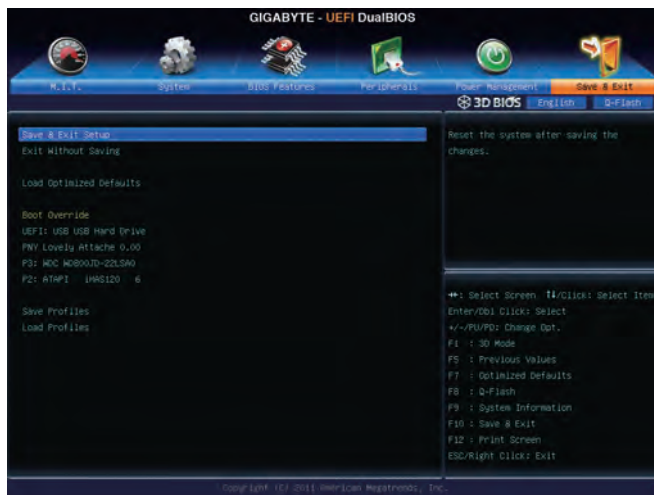 GIGABYTE - UEFI DualBIOS
M.I.T. System BIOS Features Peripherals Power Management Save & Exit
3D BIOS English Q-Flash
Save & Exit Setup
Exit Without Saving
Load Optimized Defaults
Boot Override
UEFI: USB USB Hard Drive
PNY Lovely Attache 0.00
P3: WDC WD800JD-22LSA0
P2: ATAPI iHAS120 6
Save Profiles
Load Profiles
Reset the system after saving the
changes.
↔: Select Screen ↑↓/Click: Select Item
Enter/Dbl Click: Select
+/-/PU/PD: Change Opt.
F1 : 3D Mode
F5 : Previous Values
F7 : Optimized Defaults
F8 : Q-Flash
F9 : System Information
F10 : Save & Exit
F12 : Print Screen
ESC/Right Click: Exit
Copyright (C) 2011 American Megatrends, Inc.